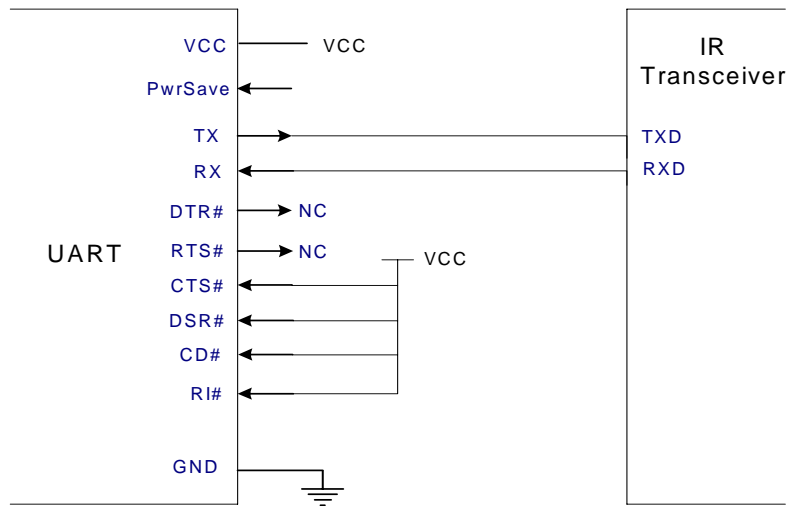 VCC VCC
IR
Transceiver
PwrSave
TX TXD
RX RXD
DTR# NC
UART
RTS# NC
VCC
CTS#
DSR#
CD#
RI#
GND